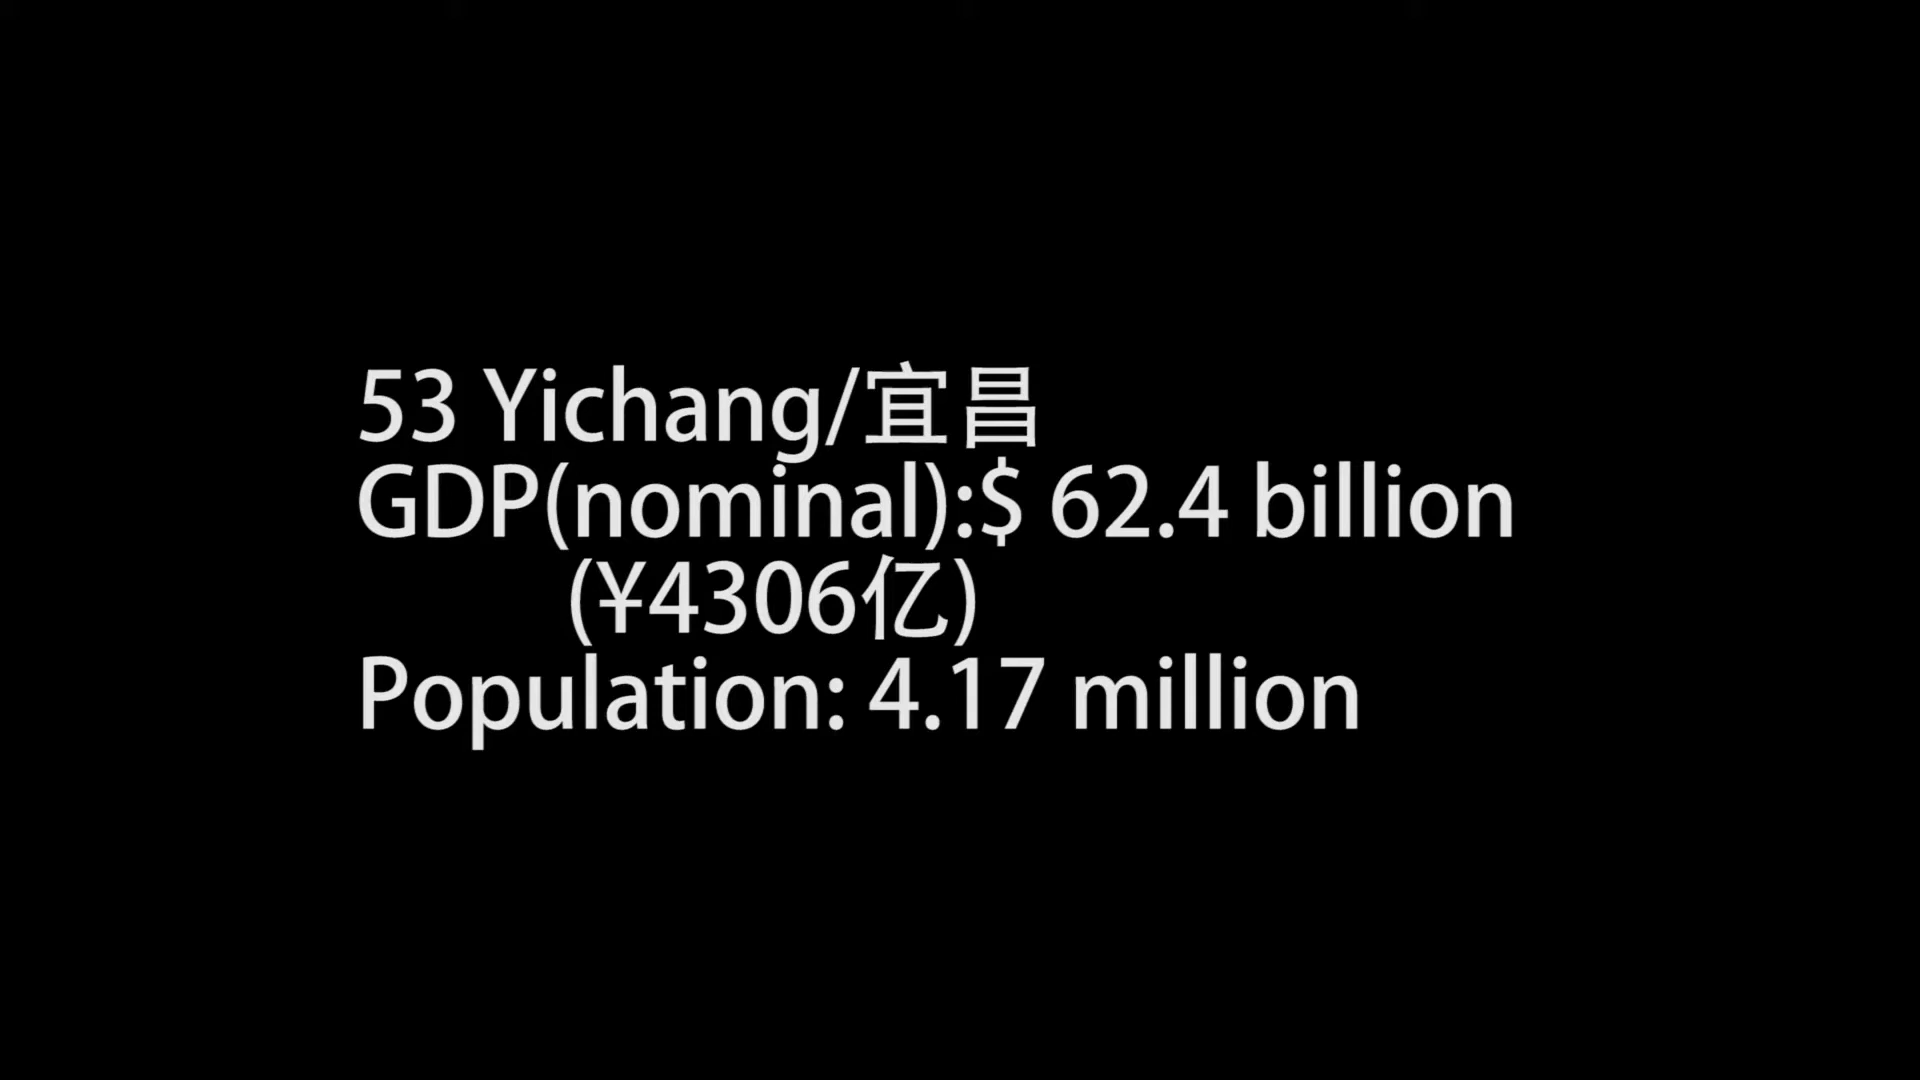 53 Yichang/宜昌
GDP(nominal):$ 62.4 billion
(¥4306亿)
Population: 4.17 million